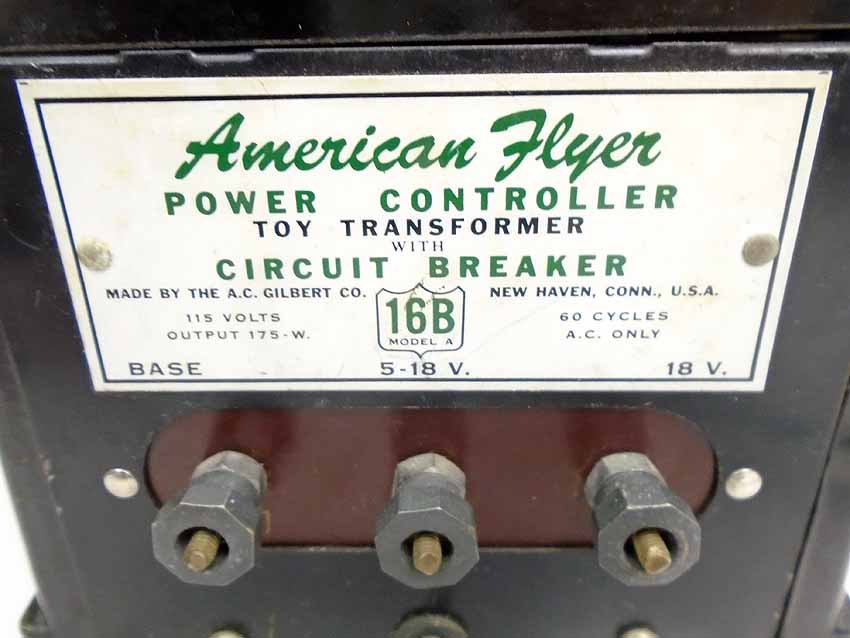 American Flyer
POWER CONTROLLER
TOY TRANSFORMER
WITH
CIRCUIT BREAKER
MADE BY THE A.C. GILBERT CO. NEW HAVEN, CONN., U.S.A.
115 VOLTS 16B 60 CYCLES
OUTPUT 175-W. MODEL A A.C. ONLY
BASE 5-18 V. 18 V.